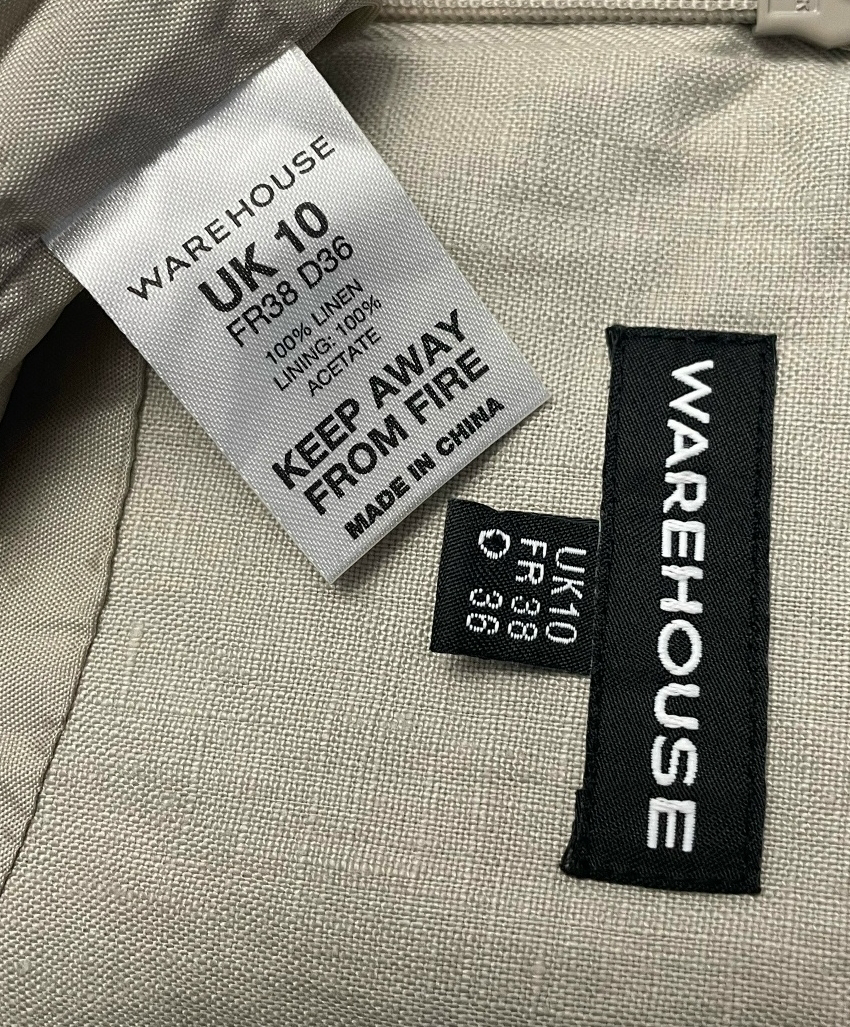 WAREHOUSE
UK 10
FR38 D36
100% LINEN
LINING: 100%
ACETATE
KEEP AWAY
FROM FIRE
MADE IN CHINA
WAREHOUSE
UK10
FR 38
D 36